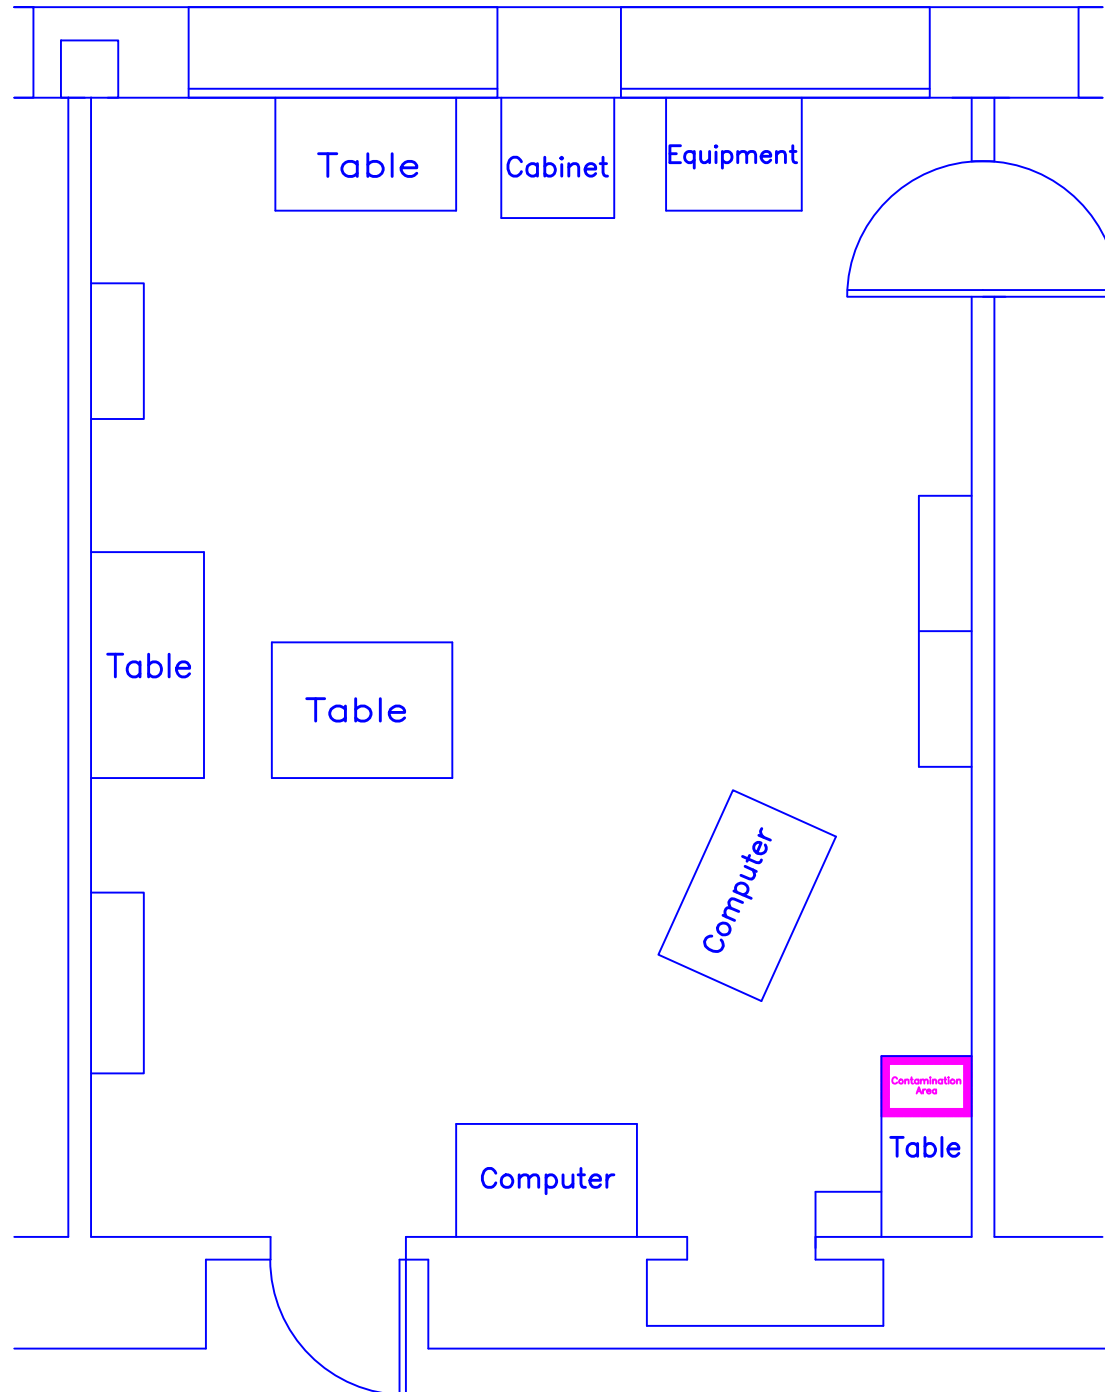 Table
Cabinet
Equipment
Table
Table
Computer
Contamination
Area
Table
Computer